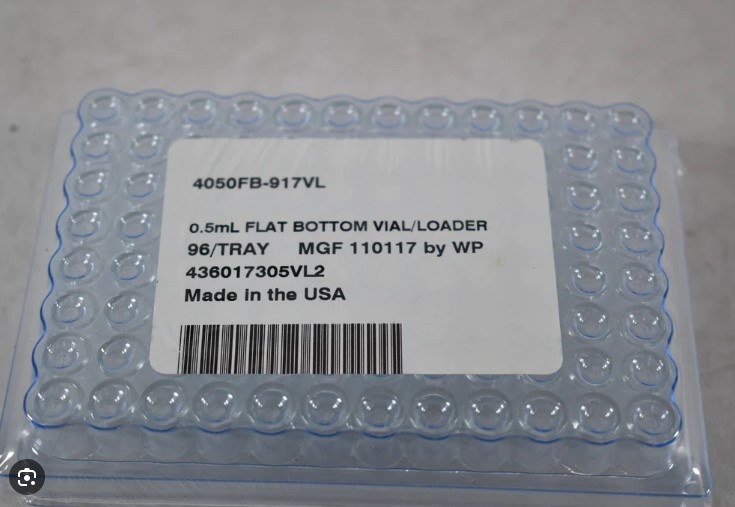 4050FB-917VL
0.5mL FLAT BOTTOM VIAL/LOADER
96/TRAY MGF 110117 by WP
436017305VL2
Made in the USA